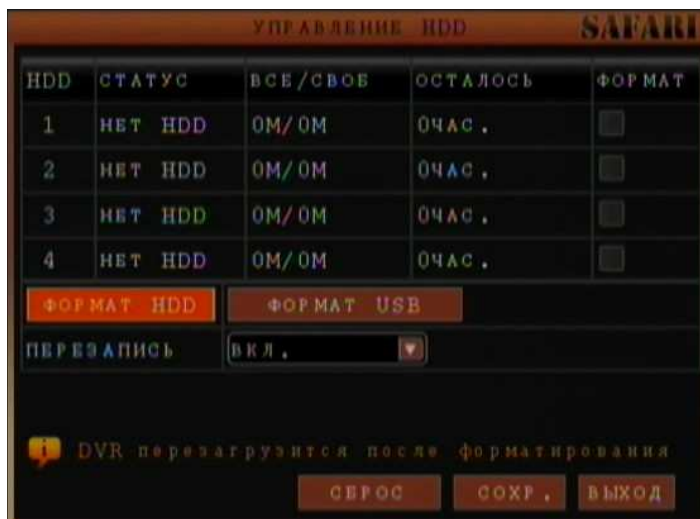 УПРАВЛЕНИЕ HDD SAFARI
HDD СТАТУС ВСЕ/СВОБ ОСТАЛОСЬ ФОРМАТ
1 НЕТ HDD 0M/0M 0ЧАС.
2 НЕТ HDD 0M/0M 0ЧАС.
3 НЕТ HDD 0M/0M 0ЧАС.
4 НЕТ HDD 0M/0M 0ЧАС.
ФОРМАТ HDD ФОРМАТ USB
ПЕРЕЗАПИСЬ ВКЛ.
DVR перезагрузится после форматирования
СБРОС СОХР. ВЫХОД